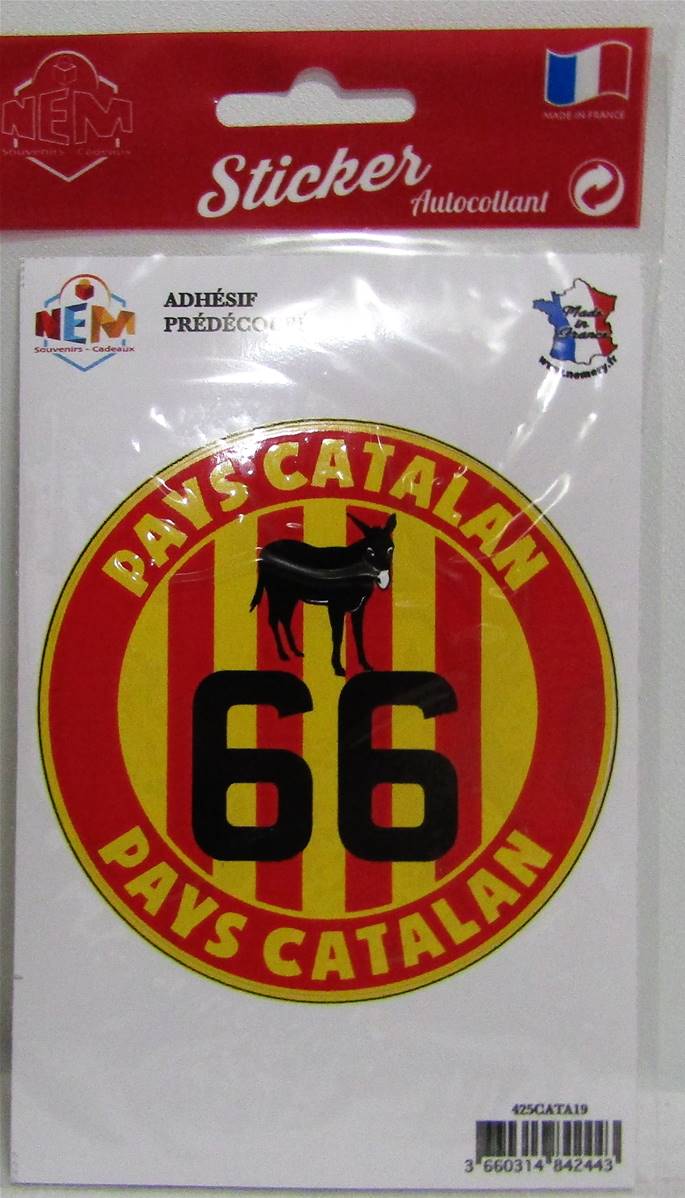 NEM
Souvenirs - Cadeaux
MADE IN FRANCE
Sticker
Autocollant
NEM
Souvenirs - Cadeaux
ADHÉSIF
PRÉDÉCOUPÉ
Made
in
France
www.nemery.fr
PAYS CATALAN
66
PAYS CATALAN
425CATA19
3 660314 842443